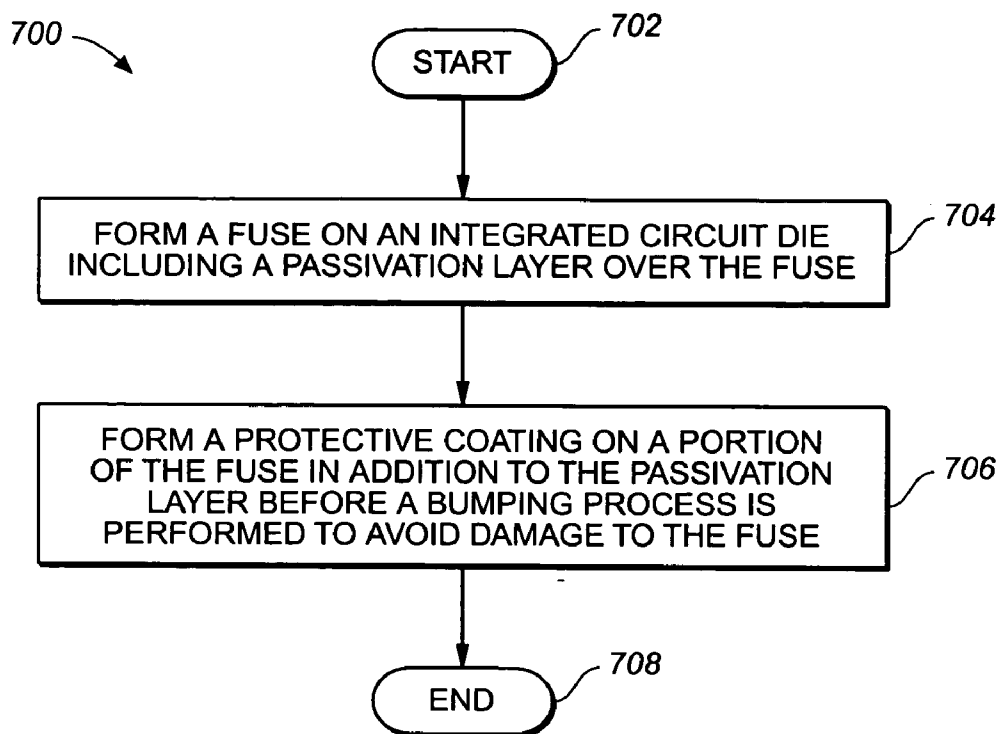 700
702
START
704
FORM A FUSE ON AN INTEGRATED CIRCUIT DIE
INCLUDING A PASSIVATION LAYER OVER THE FUSE
FORM A PROTECTIVE COATING ON A PORTION
OF THE FUSE IN ADDITION TO THE PASSIVATION
LAYER BEFORE A BUMPING PROCESS IS
PERFORMED TO AVOID DAMAGE TO THE FUSE
706
708
END